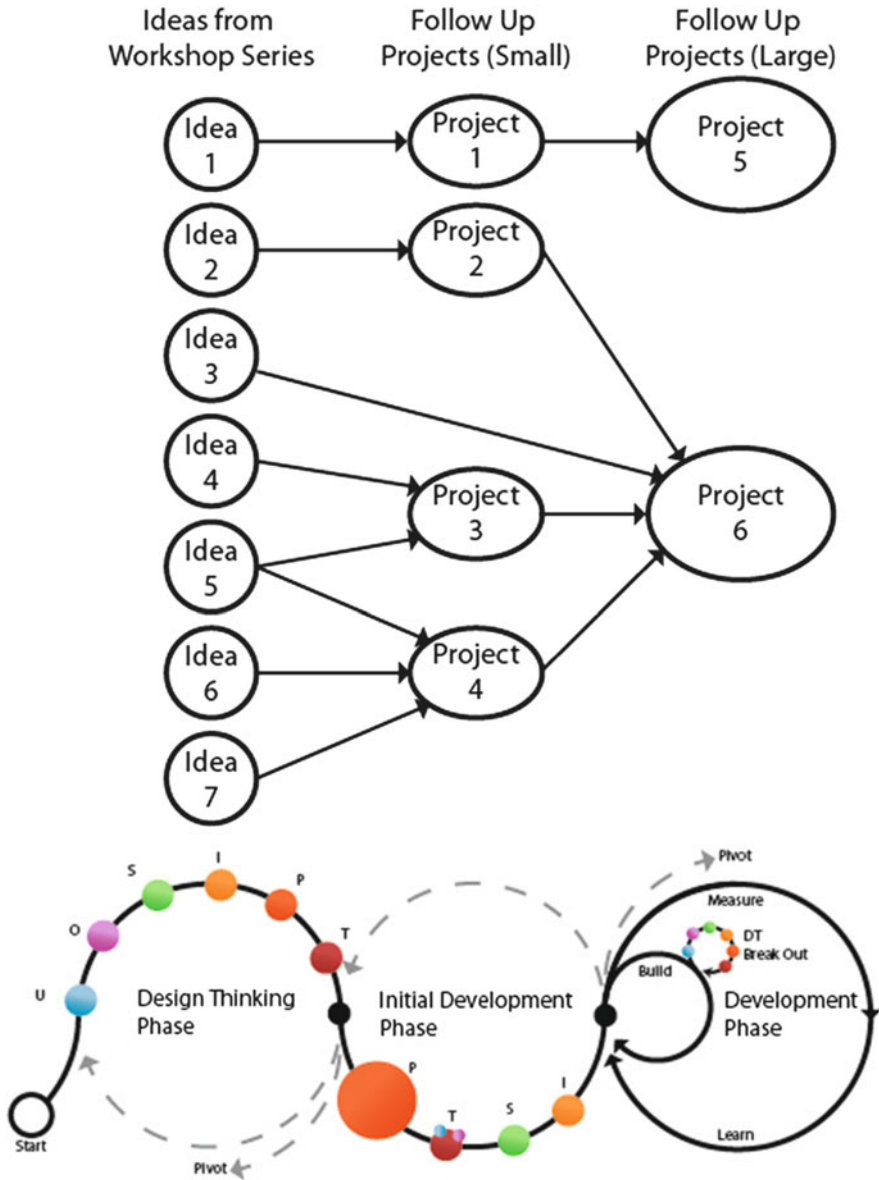 Ideas from
Workshop Series
Follow Up
Projects (Small)
Follow Up
Projects (Large)
Idea
1
Project
1
Project
5
Idea
2
Project
2
Idea
3
Idea
4
Project
3
Project
6
Idea
5
Idea
6
Project
4
Idea
7
U
O
S
I
P
T
Design Thinking
Phase
Start
Pivot
Initial Development
Phase
P
T
S
I
Pivot
Measure
DT
Break Out
Build
Development
Phase
Learn